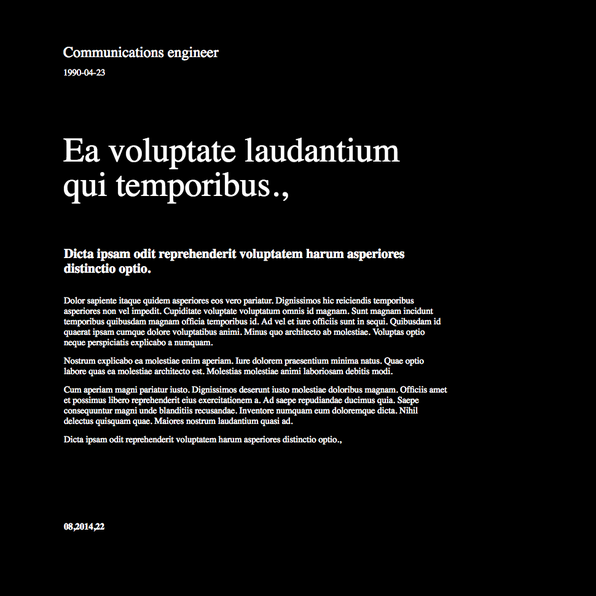 Communications engineer
1990-04-23
Ea voluptate laudantium
qui temporibus.,
Dicta ipsam odit reprehenderit voluptatem harum asperiores
distinctio optio.
Dolor sapiente itaque quidem asperiores eos vero pariatur. Dignissimos hic reiciendis temporibus
asperiores non vel impedit. Cupiditate voluptate voluptatum omnis id magnam. Sunt magnam incidunt
temporibus quibusdam magnam officia temporibus id. Ad vel et iure officiis sunt in sequi. Quibusdam id
quaerat ipsam cumque dolore voluptatibus animi. Minus quo architecto ab molestiae. Voluptas optio
neque perspiciatis explicabo a numquam.
Nostrum explicabo ea molestiae enim aperiam. Iure dolorem praesentium minima natus. Quae optio
labore quas ea molestiae architecto est. Molestias molestiae animi laboriosam debitis modi.
Cum aperiam magni pariatur iusto. Dignissimos deserunt iusto molestiae doloribus magnam. Officiis amet
et possimus libero reprehenderit eius exercitationem a. Ad saepe repudiandae ducimus quia. Saepe
consequuntur magni unde blanditiis recusandae. Inventore numquam eum doloremque dicta. Nihil
delectus quisquam quae. Maiores nostrum laudantium quasi ad.
Dicta ipsam odit reprehenderit voluptatem harum asperiores distinctio optio.,
08,2014,22